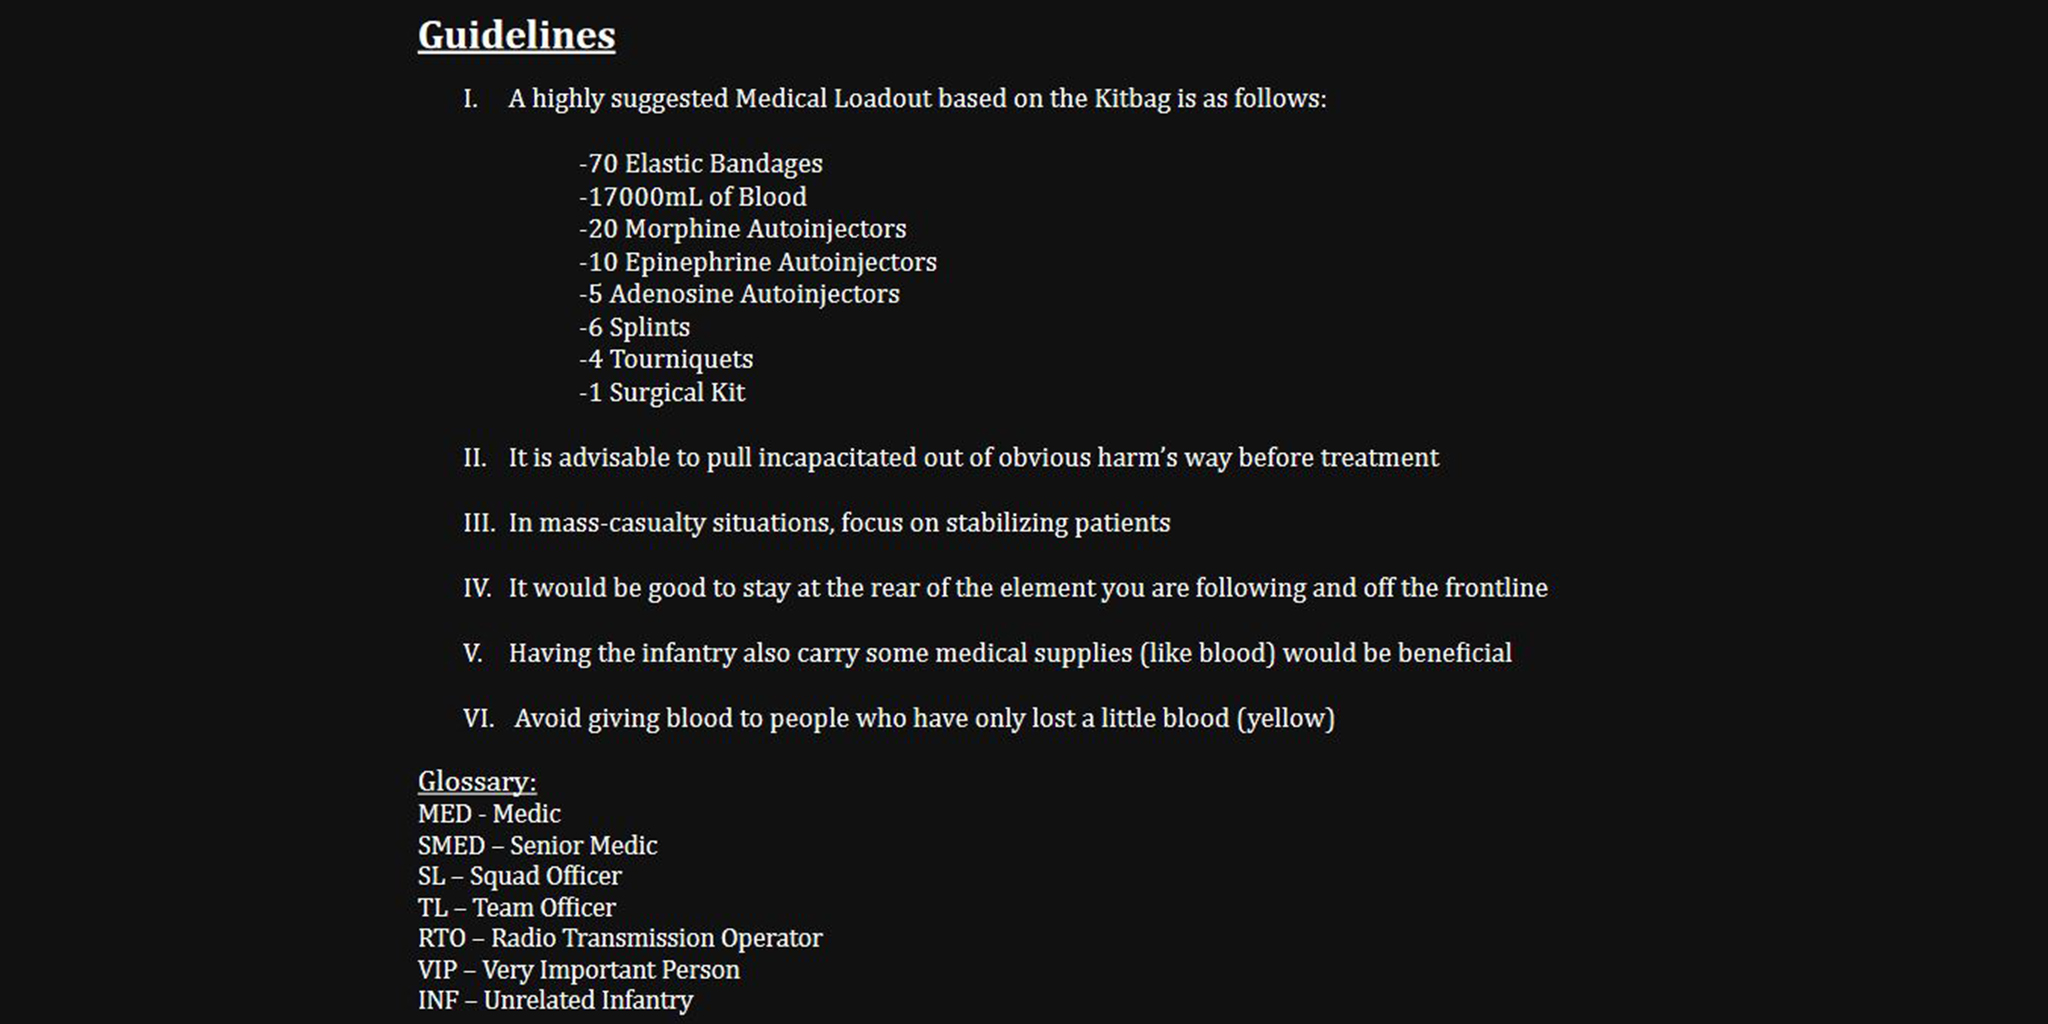 Guidelines
I. A highly suggested Medical Loadout based on the Kitbag is as follows:
-70 Elastic Bandages
-17000mL of Blood
-20 Morphine Autoinjectors
-10 Epinephrine Autoinjectors
-5 Adenosine Autoinjectors
-6 Splints
-4 Tourniquets
-1 Surgical Kit
II. It is advisable to pull incapacitated out of obvious harm’s way before treatment
III. In mass-casualty situations, focus on stabilizing patients
IV. It would be good to stay at the rear of the element you are following and off the frontline
V. Having the infantry also carry some medical supplies (like blood) would be beneficial
VI. Avoid giving blood to people who have only lost a little blood (yellow)
Glossary:
MED - Medic
SMED – Senior Medic
SL – Squad Officer
TL – Team Officer
RTO – Radio Transmission Operator
VIP – Very Important Person
INF – Unrelated Infantry